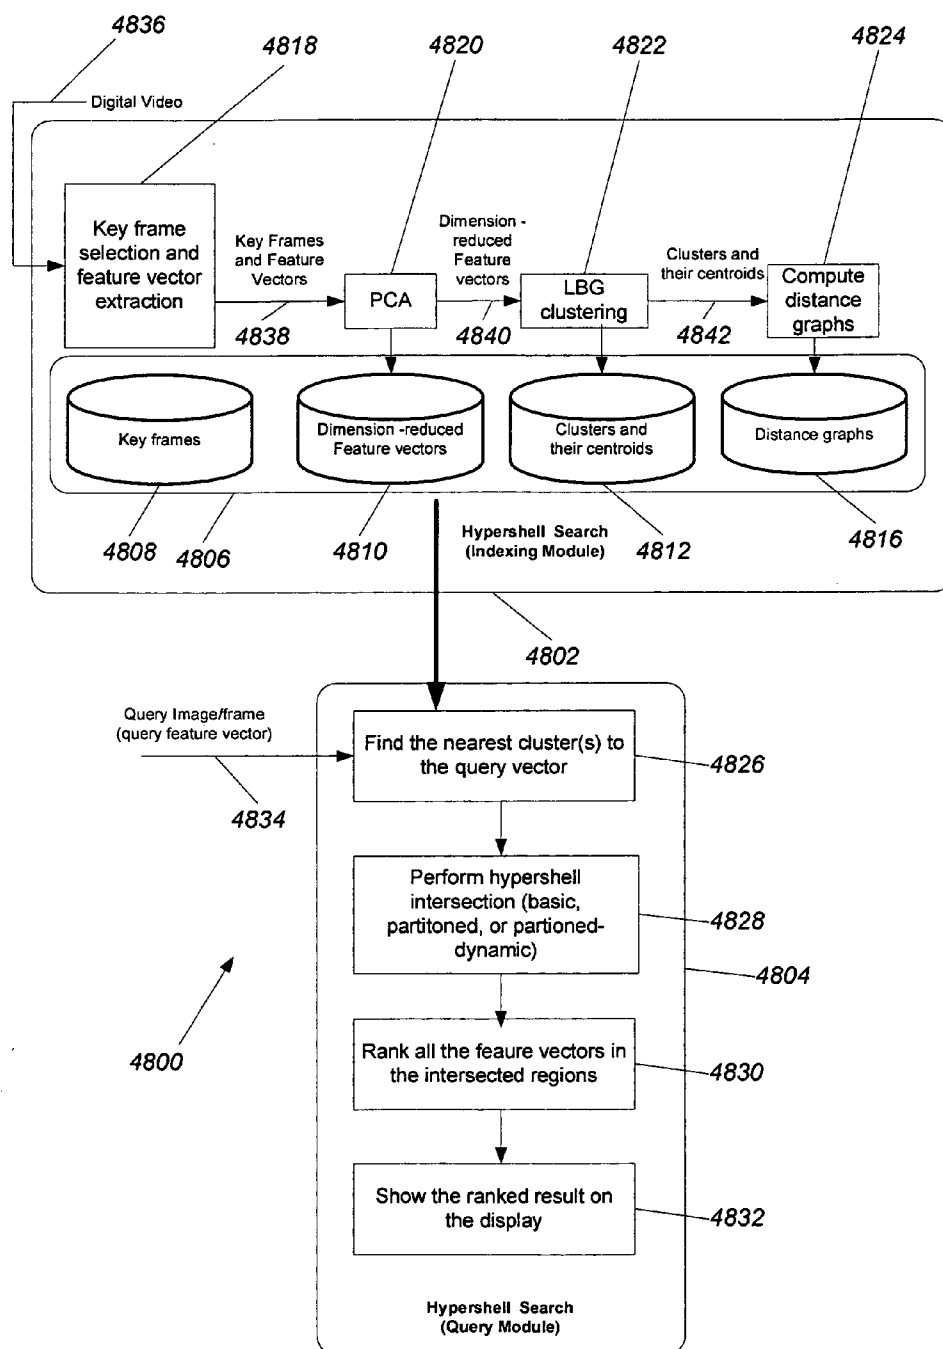 4836
4818
4820
4822
4824
Digital Video
Key frame
selection and
feature vector
extraction
Key Frames
and Feature
Vectors
4838
PCA
Dimension -
reduced
Feature
vectors
4840
LBG
clustering
Clusters and
their centroids
4842
Compute
distance
graphs
Key frames
Dimension -reduced
Feature vectors
Clusters and
their centroids
Distance graphs
4808
4806
4810
Hypershell Search
(Indexing Module)
4812
4816
4802
Query Image/frame
(query feature vector)
4834
Find the nearest cluster(s) to
the query vector
4826
Perform hypershell
intersection (basic,
partitoned, or partioned-
dynamic)
4828
4804
4800
Rank all the feaure vectors in
the intersected regions
4830
Show the ranked result on
the display
4832
Hypershell Search
(Query Module)